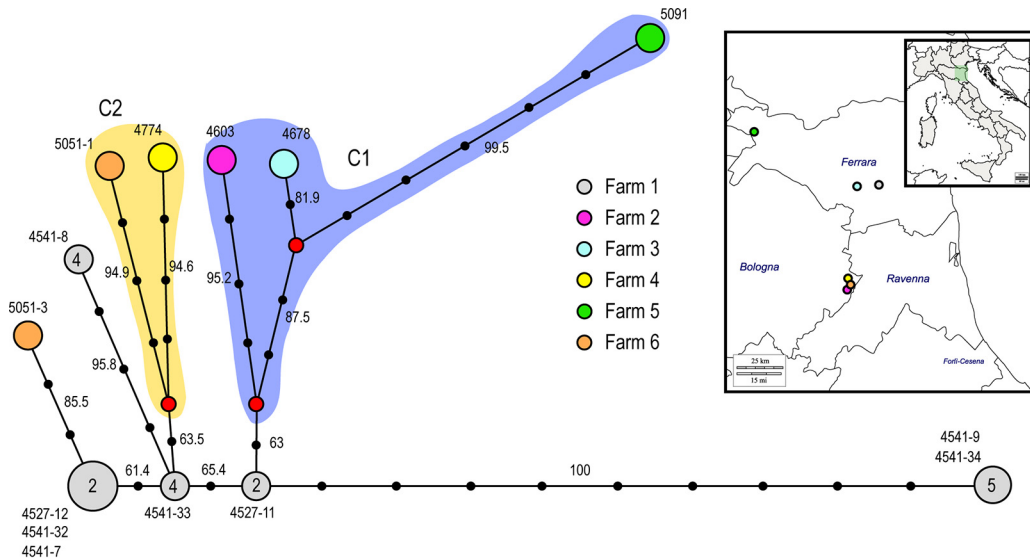 5091
C2
5051-1
4774
4603
4678
C1
99.5
81.9
4541-8
4
94.9
94.6
95.2
87.5
5051-3
95.8
85.5
63.5
63
61.4
65.4
100
2
4
2
5
4541-9
4541-34
4527-12
4541-32
4541-7
4541-33
4527-11
Farm 1
Farm 2
Farm 3
Farm 4
Farm 5
Farm 6
Ferrara
Bologna
Ravenna
Forlì-Cesena
25 km
15 mi